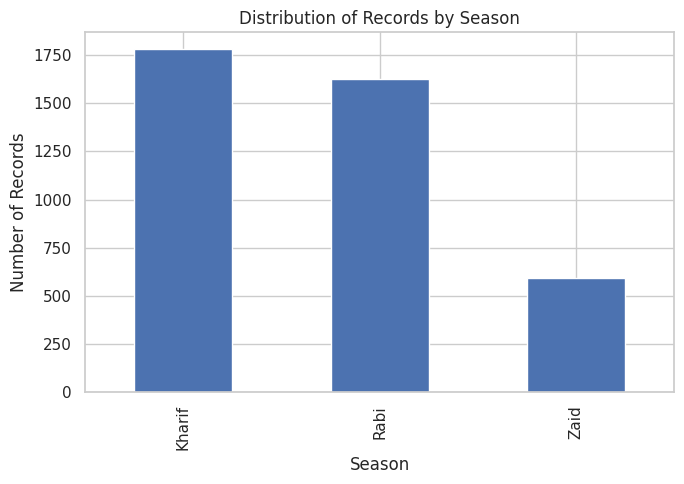 Distribution of Records by Season
Number of Records
1750
1500
1250
1000
750
500
250
0
Kharif
Rabi
Zaid
Season